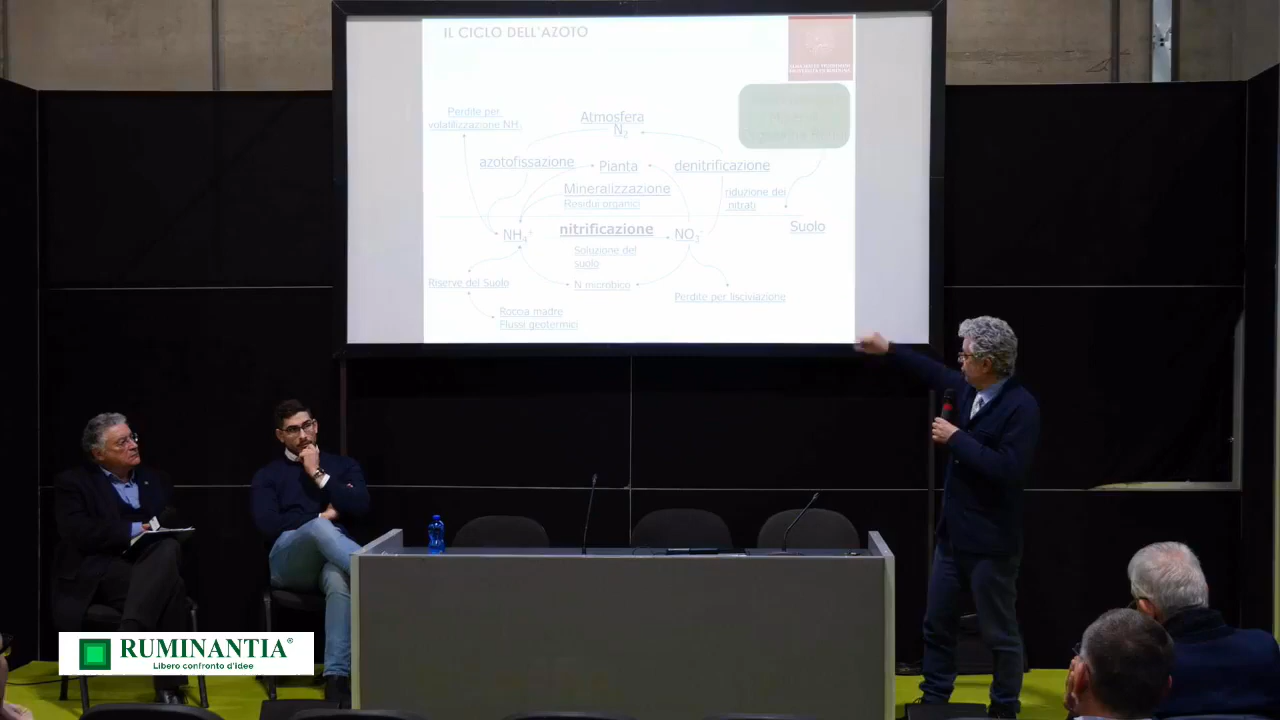 IL CICLO DELL'AZOTO
Perdite per
volatilizzazione NH₃
Atmosfera
N₂
azotofissazione
Pianta
denitrificazione
Mineralizzazione
Residui organici
riduzione dei
nitrati
Suolo
NH₄⁺
nitrificazione
NO₃⁻
Soluzione del
suolo
Riserve del Suolo
N microbico
Perdite per lisciviazione
Roccia madre
Flussi geotermici
RUMINANTIA®
Libero confronto d'idee